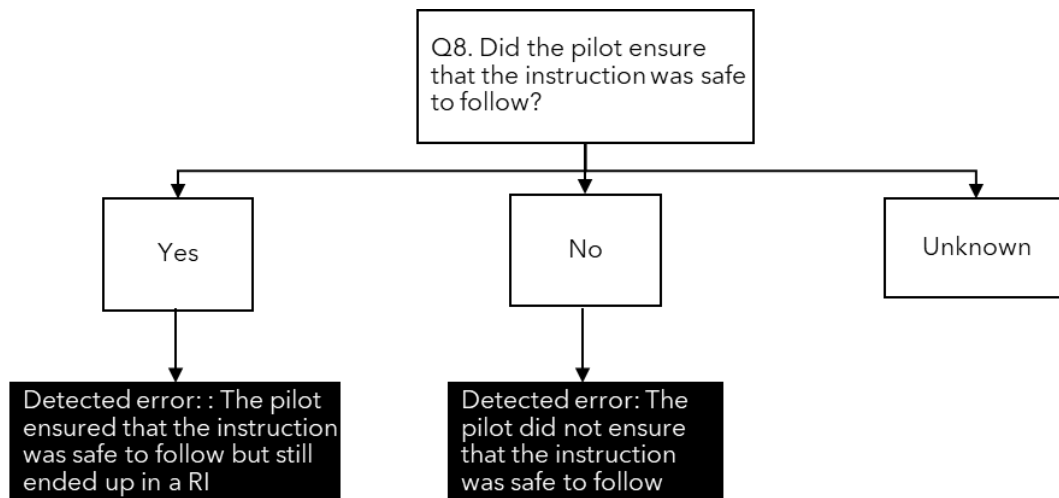 Q8. Did the pilot ensure
that the instruction was safe
to follow?
Yes
No
Unknown
Detected error: : The pilot
ensured that the instruction
was safe to follow but still
ended up in a RI
Detected error: The
pilot did not ensure
that the instruction
was safe to follow